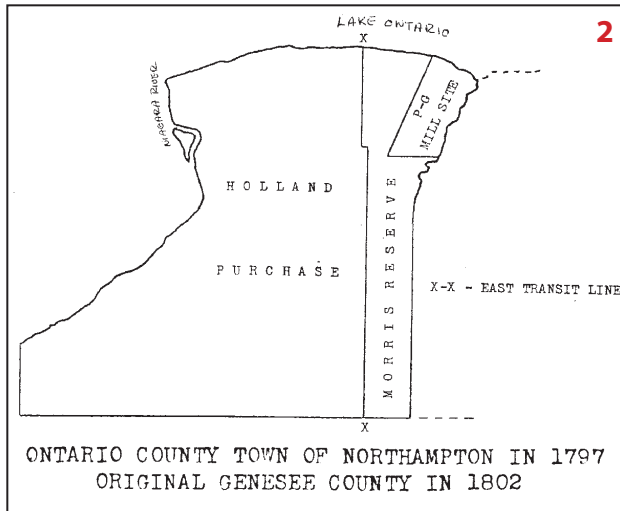 LAKE ONTARIO
2
X
NIAGARA RIVER
P-G
MILL SITE
HOLLAND
PURCHASE
MORRIS RESERVE
X-X - EAST TRANSIT LINE
X
ONTARIO COUNTY TOWN OF NORTHAMPTON IN 1797
ORIGINAL GENESEE COUNTY IN 1802